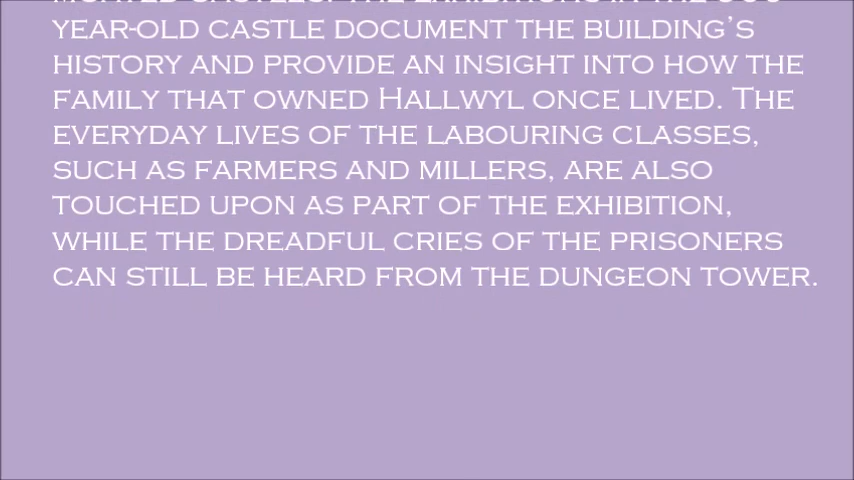 YEAR-OLD CASTLE DOCUMENT THE BUILDING'S
HISTORY AND PROVIDE AN INSIGHT INTO HOW THE
FAMILY THAT OWNED HALLWYL ONCE LIVED. THE
EVERYDAY LIVES OF THE LABOURING CLASSES,
SUCH AS FARMERS AND MILLERS, ARE ALSO
TOUCHED UPON AS PART OF THE EXHIBITION,
WHILE THE DREADFUL CRIES OF THE PRISONERS
CAN STILL BE HEARD FROM THE DUNGEON TOWER.